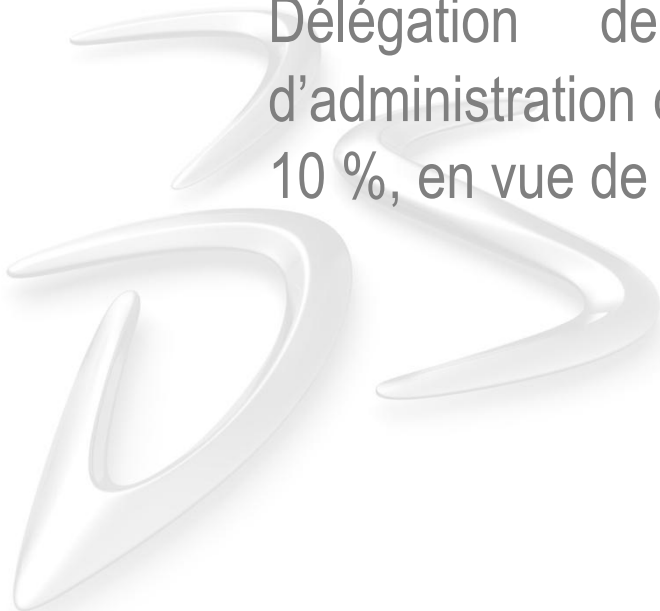 Délégation de
d’administration
10 %, en vue de